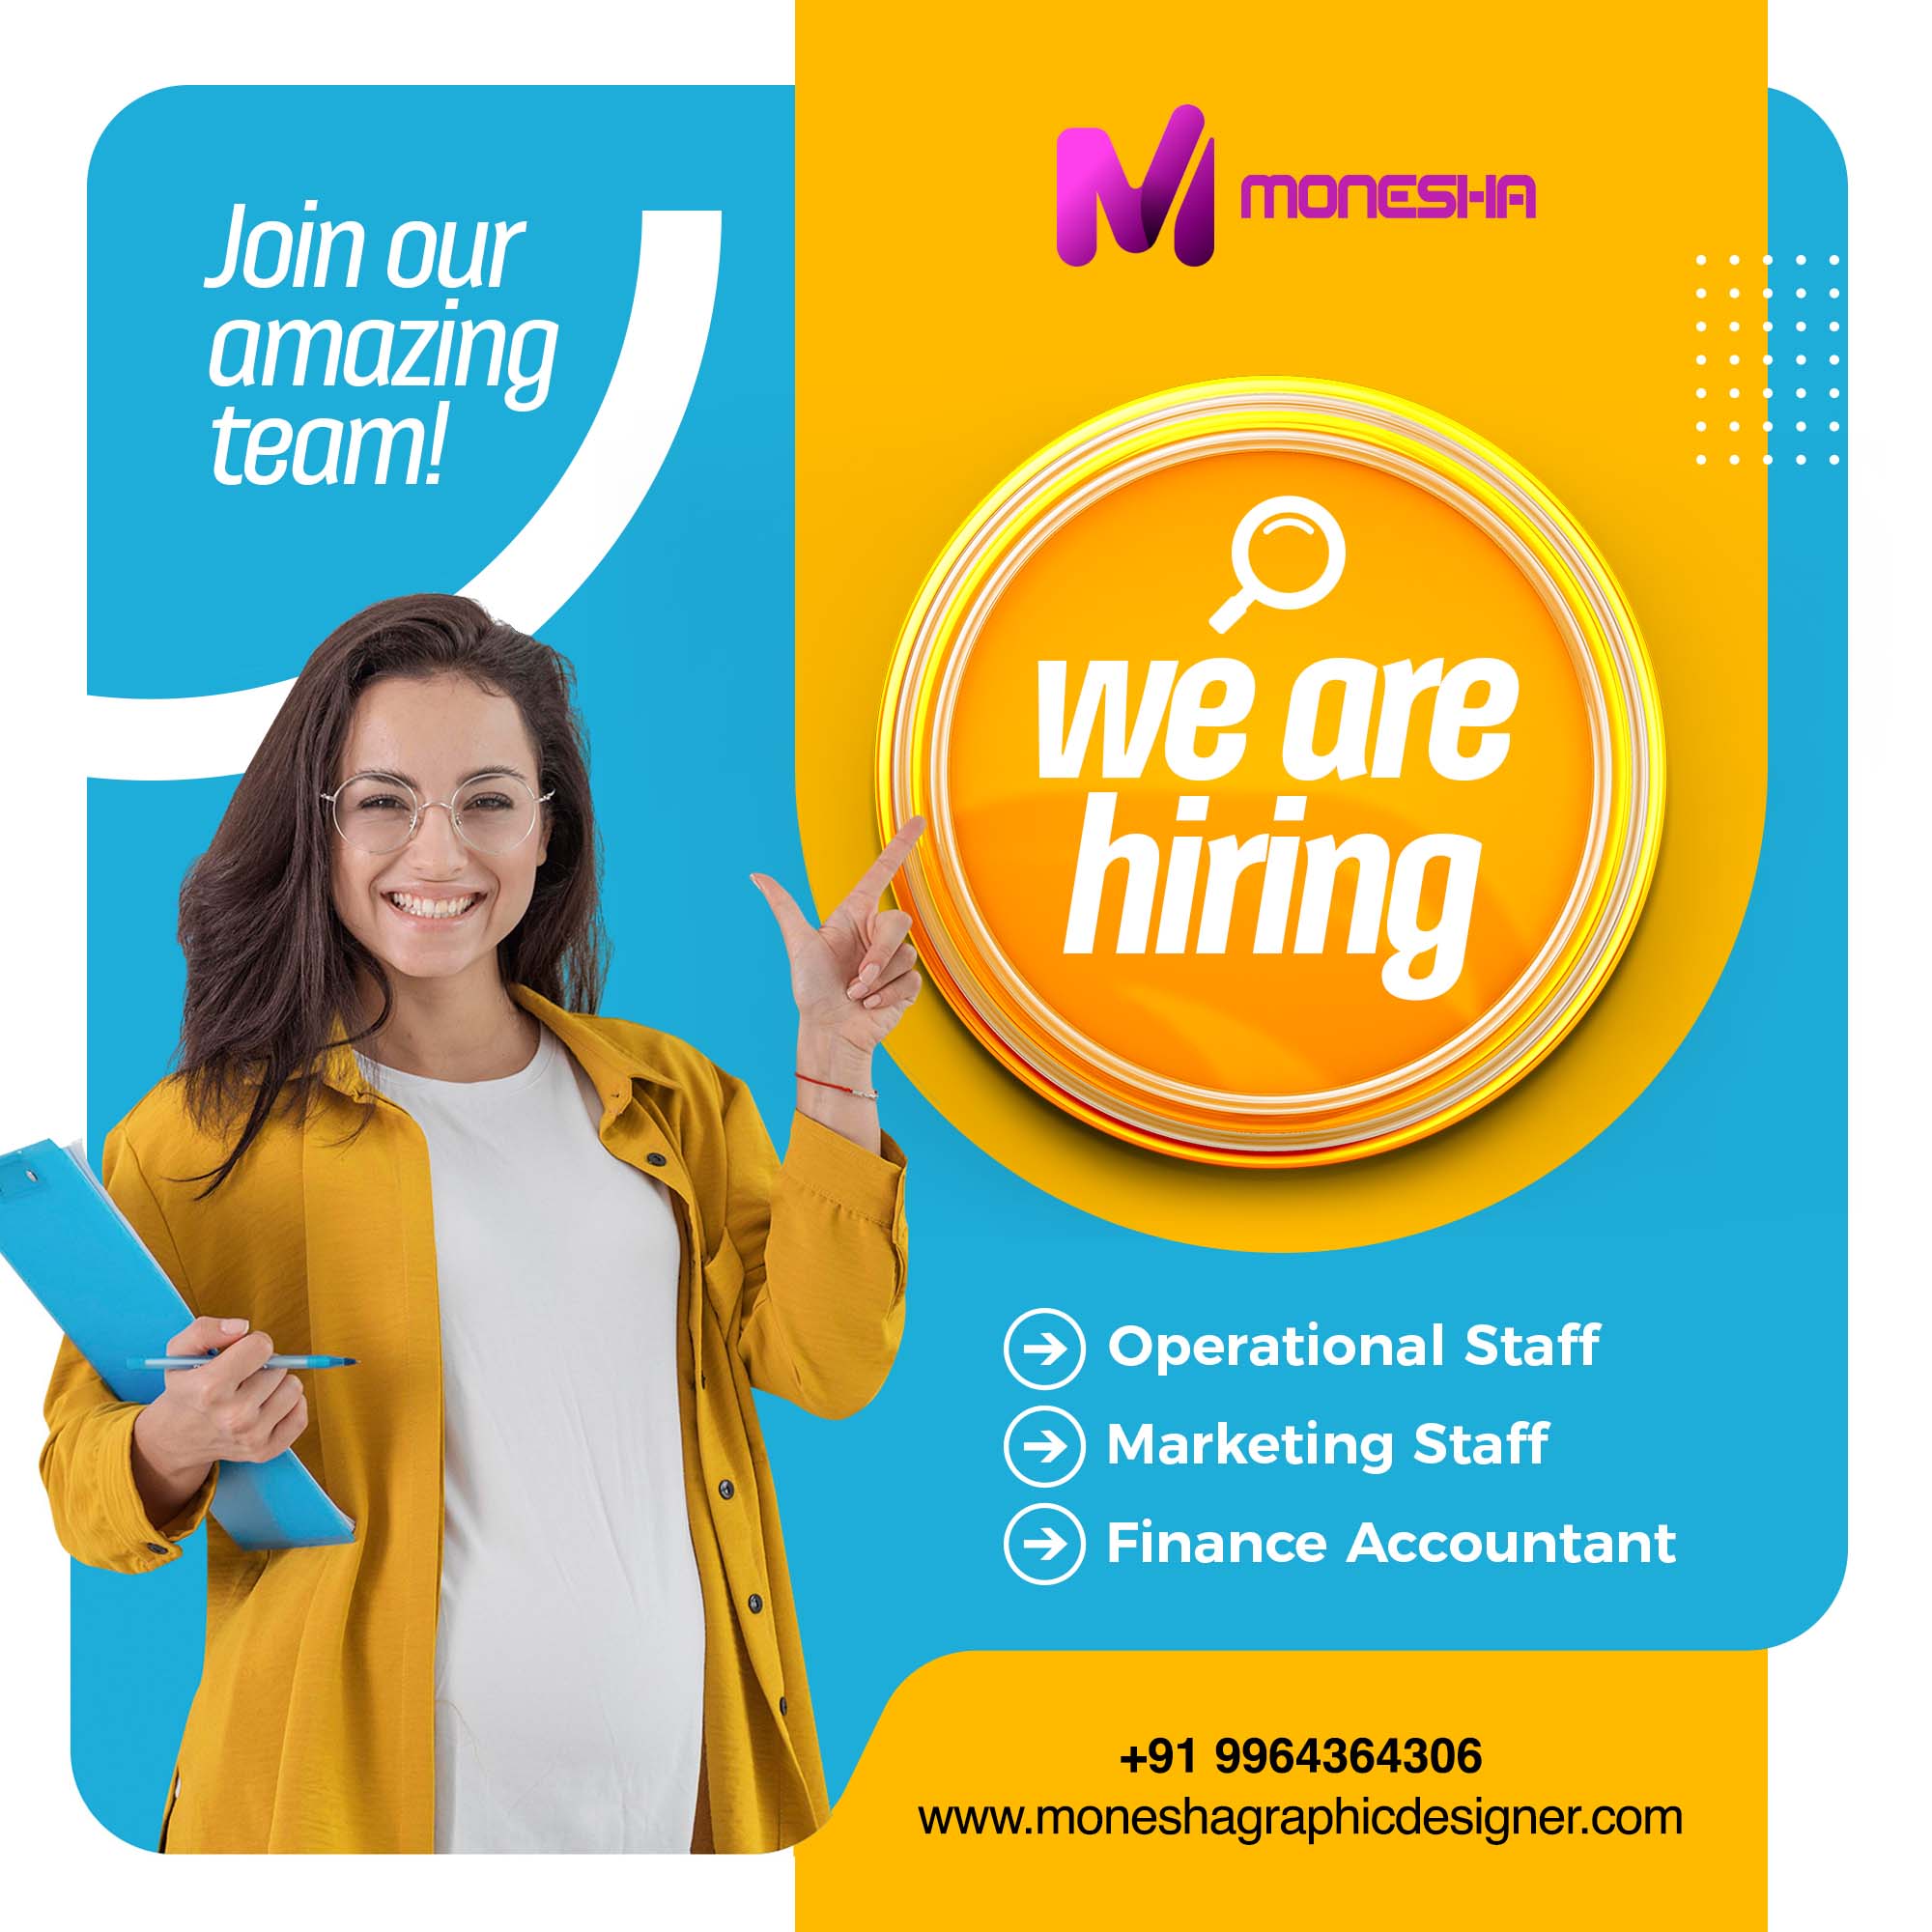 Join our
amazing
team!
MONESHA
we are
hiring
Operational Staff
Marketing Staff
Finance Accountant
+91 9964364306
www.moneshagraphicdesigner.com